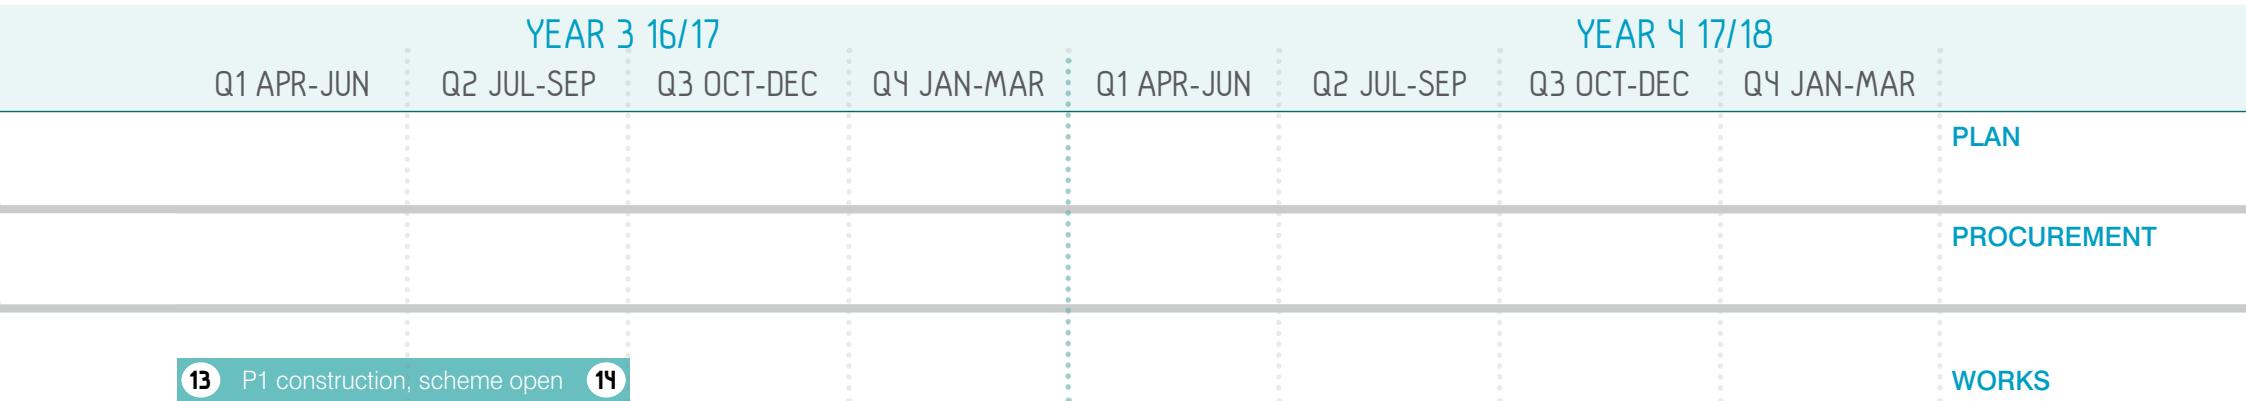 YEAR 3 16/17 YEAR 4 17/18
Q1 APR-JUN Q2 JUL-SEP Q3 OCT-DEC Q4 JAN-MAR Q1 APR-JUN Q2 JUL-SEP Q3 OCT-DEC Q4 JAN-MAR
PLAN
PROCUREMENT
13 P1 construction, scheme open 14 WORKS